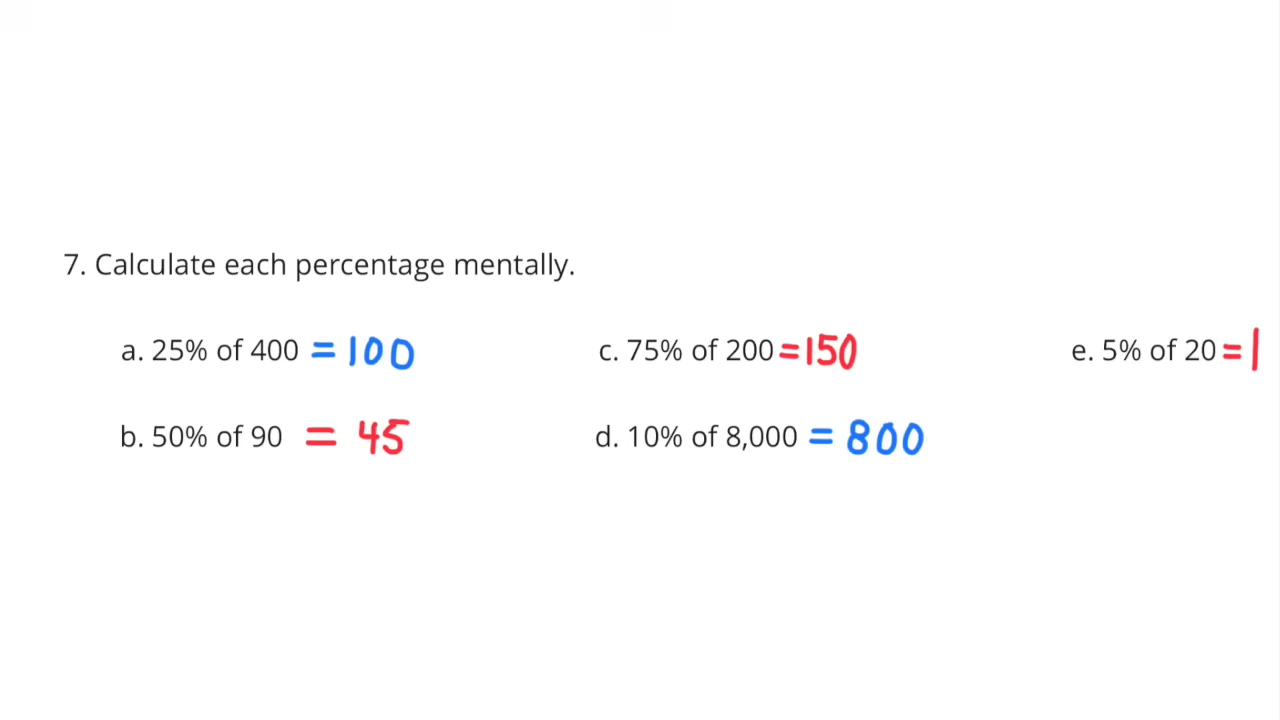 7. Calculate each percentage mentally.
a. 25% of 400 = 100
b. 50% of 90 = 45
c. 75% of 200 = 150
d. 10% of 8,000 = 800
e. 5% of 20 = 1